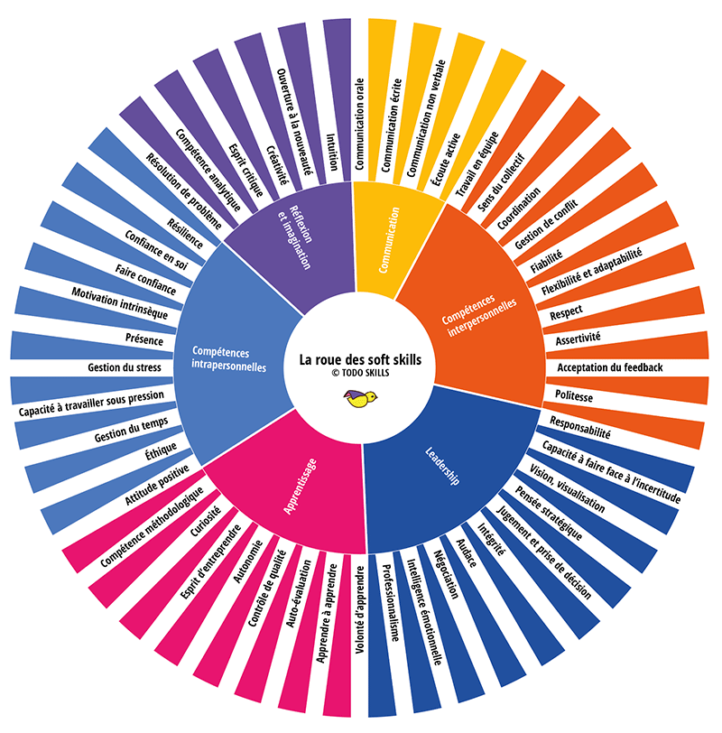 La roue des soft skills
© TODO SKILLS
Communication
Communication orale
Communication écrite
Communication non verbale
Écoute active
Compétences
interpersonnelles
Travail en équipe
Sens du collectif
Coordination
Gestion de conflit
Fiabilité
Flexibilité et adaptabilité
Respect
Assertivité
Acceptation du feedback
Politesse
Responsabilité
Leadership
Capacité à faire face à l'incertitude
Vision, visualisation
Pensée stratégique
Jugement et prise de décision
Intégrité
Audace
Négociation
Intelligence émotionnelle
Professionnalisme
Apprentissage
Volonté d'apprendre
Apprendre à apprendre
Auto-évaluation
Contrôle de qualité
Autonomie
Esprit d'entreprendre
Curiosité
Compétence méthodologique
Compétences
intrapersonnelles
Attitude positive
Éthique
Gestion du temps
Capacité à travailler sous pression
Gestion du stress
Présence
Motivation intrinsèque
Faire confiance
Confiance en soi
Résilience
Réflexion
et imagination
Résolution de problème
Compétence analytique
Esprit critique
Créativité
Ouverture à la nouveauté
Intuition